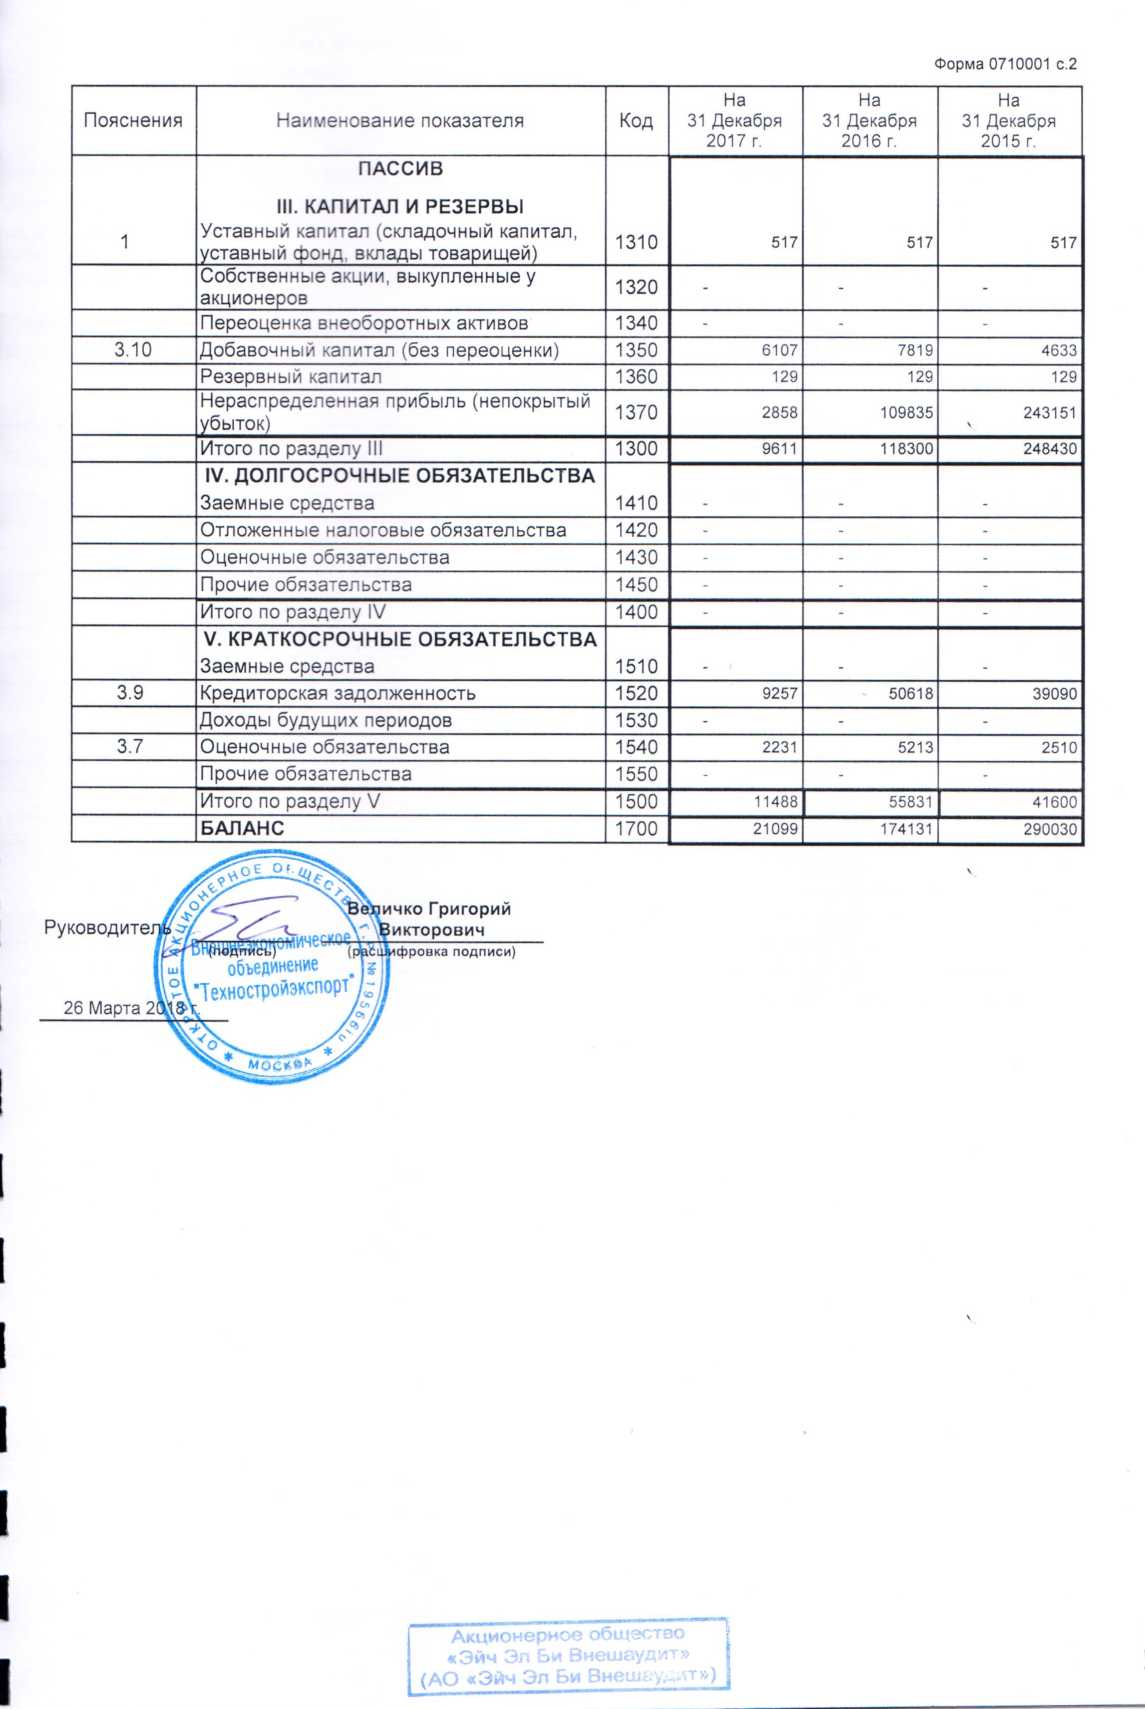 Форма 0710001 с.2
Пояснения Наименование показателя Код На 31 Декабря 2017 г. На 31 Декабря 2016 г. На 31 Декабря 2015 г.
ПАССИВ
III. КАПИТАЛ И РЕЗЕРВЫ
1 Уставный капитал (складочный капитал, уставный фонд, вклады товарищей) 1310 517 517 517
Собственные акции, выкупленные у акционеров 1320 - - -
Переоценка внеоборотных активов 1340 - - -
3.10 Добавочный капитал (без переоценки) 1350 6107 7819 4633
Резервный капитал 1360 129 129 129
Нераспределенная прибыль (непокрытый убыток) 1370 2858 109835 243151
Итого по разделу III 1300 9611 118300 248430
IV. ДОЛГОСРОЧНЫЕ ОБЯЗАТЕЛЬСТВА
Заемные средства 1410 - - -
Отложенные налоговые обязательства 1420 - - -
Оценочные обязательства 1430 - - -
Прочие обязательства 1450 - - -
Итого по разделу IV 1400 - - -
V. КРАТКОСРОЧНЫЕ ОБЯЗАТЕЛЬСТВА
Заемные средства 1510 - - -
3.9 Кредиторская задолженность 1520 9257 50618 39090
Доходы будущих периодов 1530 - - -
3.7 Оценочные обязательства 1540 2231 5213 2510
Прочие обязательства 1550 - - -
Итого по разделу V 1500 11488 55831 41600
БАЛАНС 1700 21099 174131 290030
Руководитель
Величко Григорий
Викторович
(подпись) (расшифровка подписи)
26 Марта 2018 г.
ОТКРЫТОЕ АКЦИОНЕРНОЕ ОБЩЕСТВО
МОСКВА
Внешнеэкономическое
объединение
"Техностройэкспорт"
Акционерное общество
«Эйч Эл Би Внешаудит»
(АО «Эйч Эл Би Внешаудит»)